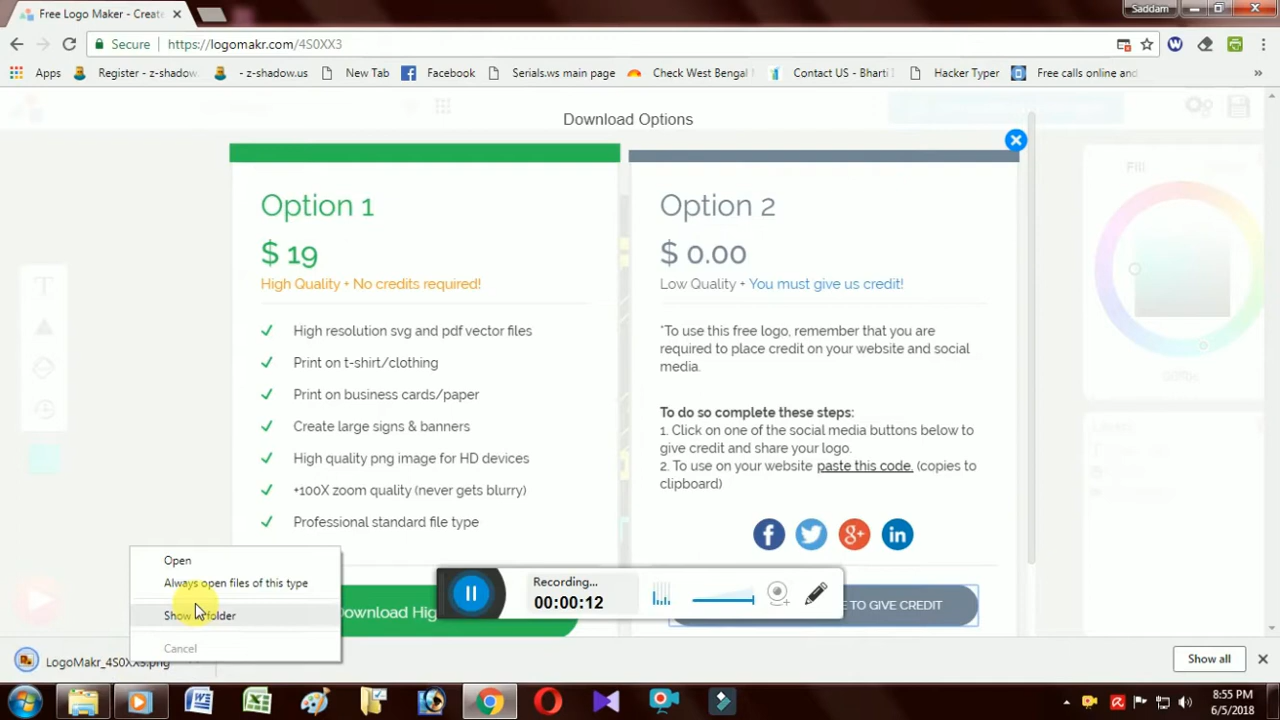 Saddam
Free Logo Maker - Create
Secure https://logomakr.com/4S0XX3
Apps Register - z-shadow. - z-shadow.us New Tab Facebook Serials.ws main page Check West Bengal Contact US - Bharti Hacker Typer Free calls online and
Download Options
Option 1
$ 19
High Quality + No credits required!
High resolution svg and pdf vector files
Print on t-shirt/clothing
Print on business cards/paper
Create large signs & banners
High quality png image for HD devices
+100X zoom quality (never gets blurry)
Professional standard file type
Download Hig
Option 2
$ 0.00
Low Quality + You must give us credit!
*To use this free logo, remember that you are
required to place credit on your website and social
media.
To do so complete these steps:
1. Click on one of the social media buttons below to
give credit and share your logo.
2. To use on your website paste this code. (copies to
clipboard)
E TO GIVE CREDIT
Fill
Open
Always open files of this type
Show folder
Cancel
Recording...
00:00:12
LogoMakr_4S0XX3.png
Show all
8:55 PM
6/5/2018